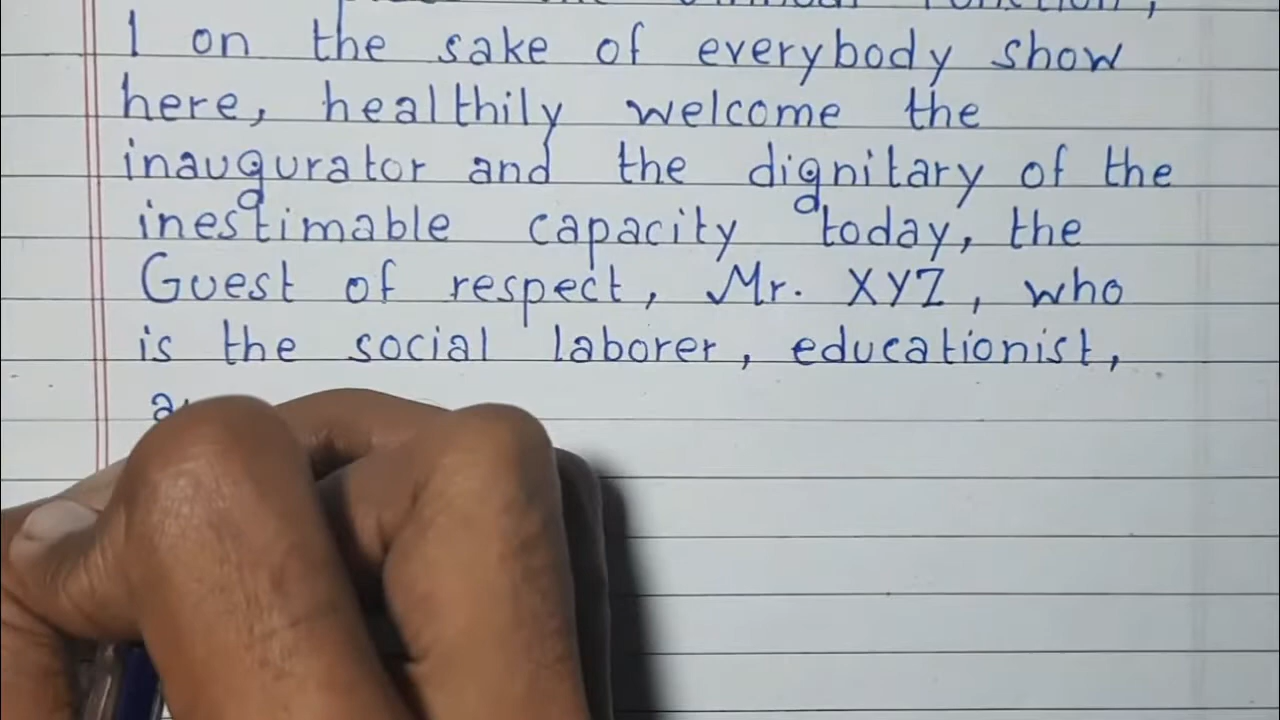 function,
I on the sake of everybody show
here, healthily welcome the
inaugurator and the dignitary of the
inestimable capacity today, the
Guest of respect, Mr. XYZ, who
is the social laborer, educationist,